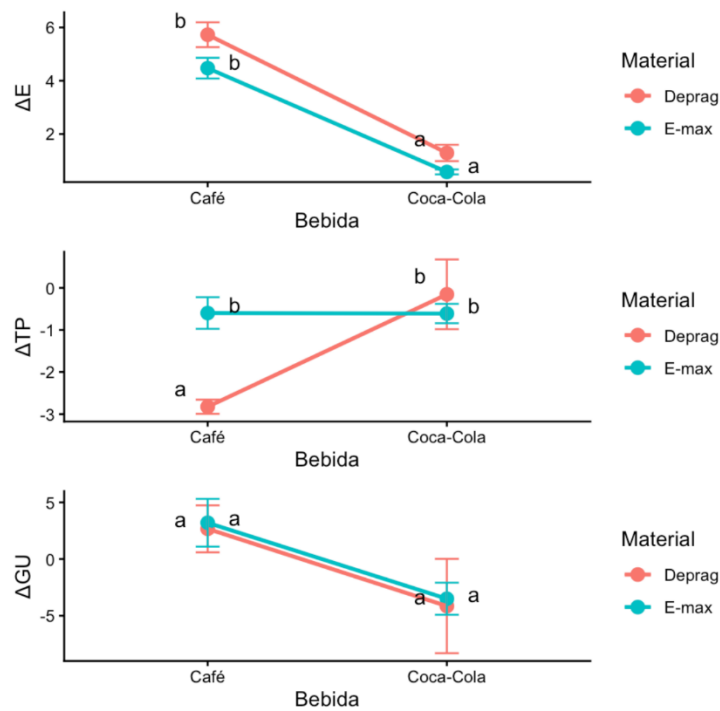 ΔE
6
4
2
b
b
a
a
Café
Coca-Cola
Bebida
Material
Deprag
E-max
ΔTP
0
-1
-2
-3
b
a
b
b
Café
Coca-Cola
Bebida
Material
Deprag
E-max
ΔGU
5
0
-5
a
a
a
a
Café
Coca-Cola
Bebida
Material
Deprag
E-max